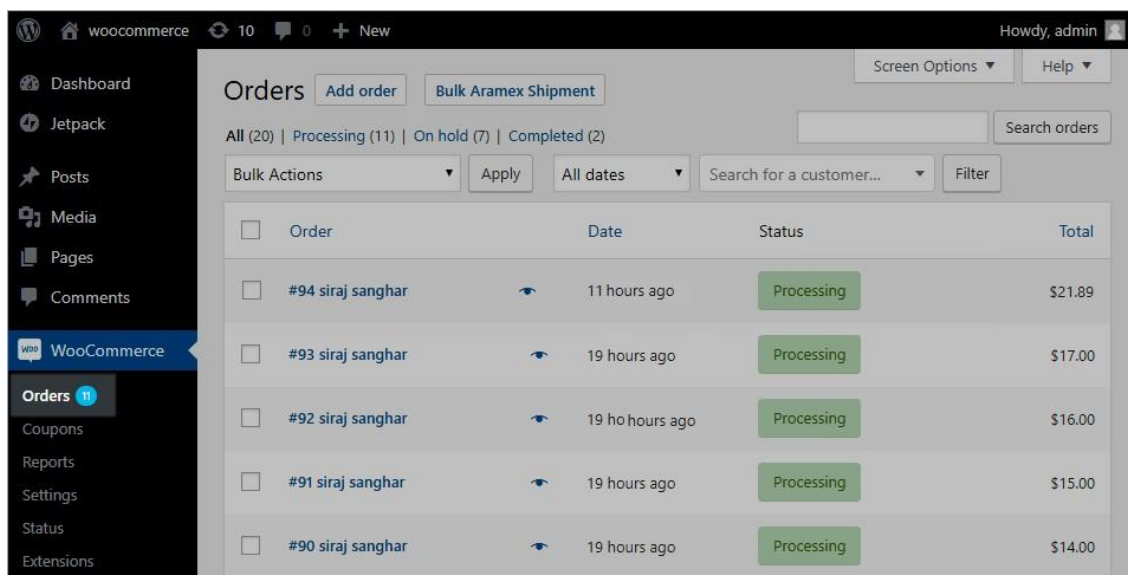 woocommerce 10 0 + New Howdy, admin
Screen Options ▼ Help ▼
Dashboard
Jetpack
Posts
Media
Pages
Comments
WooCommerce
Orders 11
Coupons
Reports
Settings
Status
Extensions
Orders Add order Bulk Aramex Shipment
All (20) | Processing (11) | On hold (7) | Completed (2)
Search orders
Bulk Actions ▼ Apply All dates ▼ Search for a customer... ▼ Filter
Order Date Status Total
#94 siraj sanghar 11 hours ago Processing $21.89
#93 siraj sanghar 19 hours ago Processing $17.00
#92 siraj sanghar 19 ho hours ago Processing $16.00
#91 siraj sanghar 19 hours ago Processing $15.00
#90 siraj sanghar 19 hours ago Processing $14.00